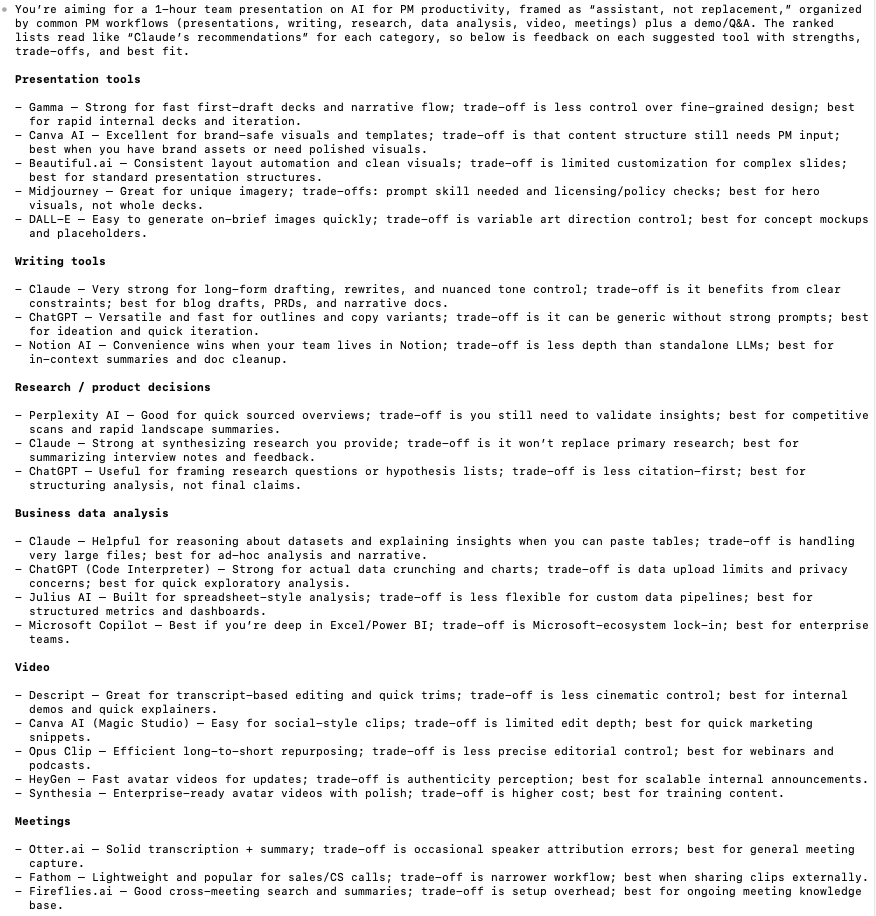 You're aiming for a 1-hour team presentation on AI for PM productivity, framed as "assistant, not replacement," organized
by common PM workflows (presentations, writing, research, data analysis, video, meetings) plus a demo/Q&A. The ranked
lists read like "Claude's recommendations" for each category, so below is feedback on each suggested tool with strengths,
trade-offs, and best fit.
Presentation tools
- Gamma — Strong for fast first-draft decks and narrative flow; trade-off is less control over fine-grained design; best
for rapid internal decks and iteration.
- Canva AI — Excellent for brand-safe visuals and templates; trade-off is that content structure still needs PM input;
best when you have brand assets or need polished visuals.
- Beautiful.ai — Consistent layout automation and clean visuals; trade-off is limited customization for complex slides;
best for standard presentation structures.
- Midjourney — Great for unique imagery; trade-offs: prompt skill needed and licensing/policy checks; best for hero
visuals, not whole decks.
- DALL-E — Easy to generate on-brief images quickly; trade-off is variable art direction control; best for concept mockups
and placeholders.
Writing tools
- Claude — Very strong for long-form drafting, rewrites, and nuanced tone control; trade-off is it benefits from clear
constraints; best for blog drafts, PRDs, and narrative docs.
- ChatGPT — Versatile and fast for outlines and copy variants; trade-off is it can be generic without strong prompts; best
for ideation and quick iteration.
- Notion AI — Convenience wins when your team lives in Notion; trade-off is less depth than standalone LLMs; best for
in-context summaries and doc cleanup.
Research / product decisions
- Perplexity AI — Good for quick sourced overviews; trade-off is you still need to validate insights; best for competitive
scans and rapid landscape summaries.
- Claude — Strong at synthesizing research you provide; trade-off is it won't replace primary research; best for
summarizing interview notes and feedback.
- ChatGPT — Useful for framing research questions or hypothesis lists; trade-off is less citation-first; best for
structuring analysis, not final claims.
Business data analysis
- Claude — Helpful for reasoning about datasets and explaining insights when you can paste tables; trade-off is handling
very large files; best for ad-hoc analysis and narrative.
- ChatGPT (Code Interpreter) — Strong for actual data crunching and charts; trade-off is data upload limits and privacy
concerns; best for quick exploratory analysis.
- Julius AI — Built for spreadsheet-style analysis; trade-off is less flexible for custom data pipelines; best for
structured metrics and dashboards.
- Microsoft Copilot — Best if you're deep in Excel/Power BI; trade-off is Microsoft-ecosystem lock-in; best for enterprise
teams.
Video
- Descript — Great for transcript-based editing and quick trims; trade-off is less cinematic control; best for internal
demos and quick explainers.
- Canva AI (Magic Studio) — Easy for social-style clips; trade-off is limited edit depth; best for quick marketing
snippets.
- Opus Clip — Efficient long-to-short repurposing; trade-off is less precise editorial control; best for webinars and
podcasts.
- HeyGen — Fast avatar videos for updates; trade-off is authenticity perception; best for scalable internal announcements.
- Synthesia — Enterprise-ready avatar videos with polish; trade-off is higher cost; best for training content.
Meetings
- Otter.ai — Solid transcription + summary; trade-off is occasional speaker attribution errors; best for general meeting
capture.
- Fathom — Lightweight and popular for sales/CS calls; trade-off is narrower workflow; best when sharing clips externally.
- Fireflies.ai — Good cross-meeting search and summaries; trade-off is setup overhead; best for ongoing meeting knowledge
base.